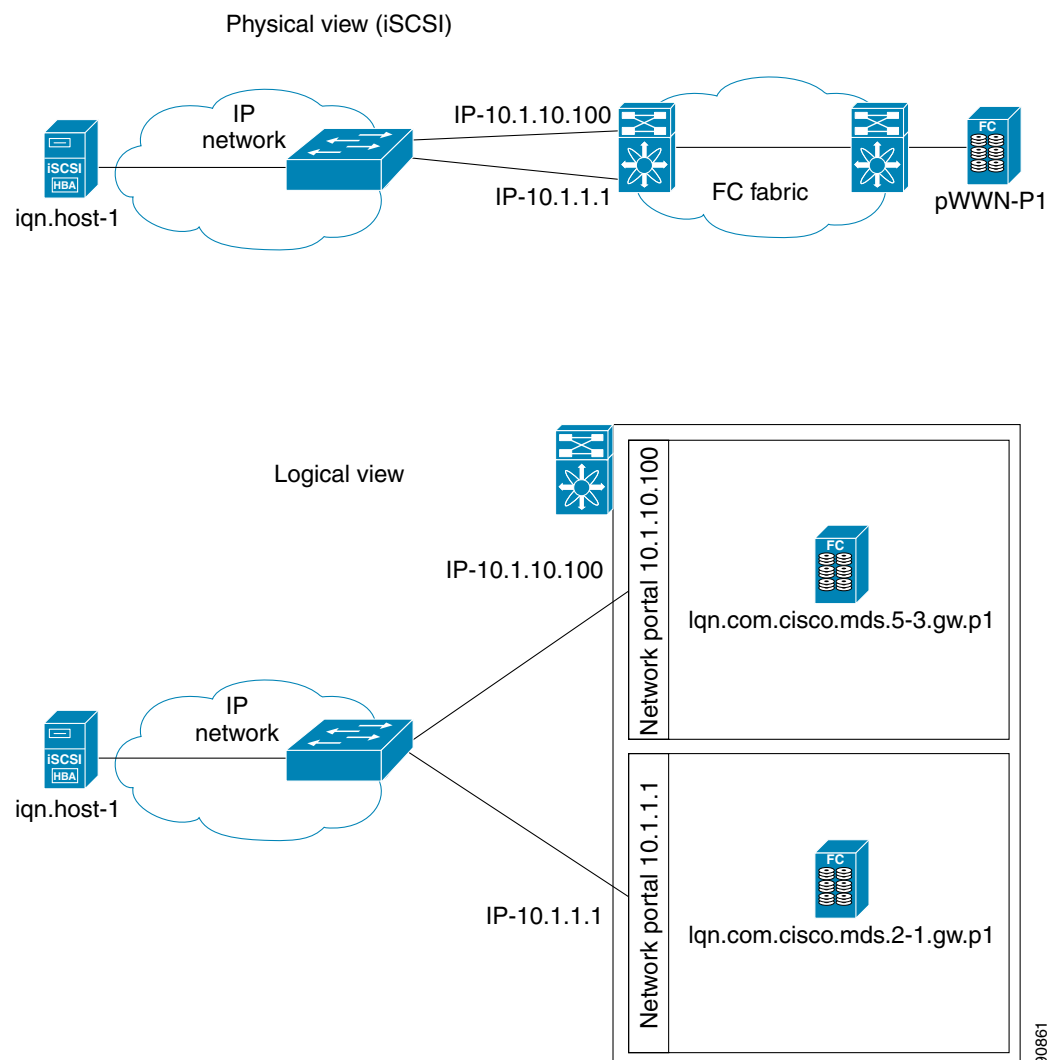 Physical view (iSCSI)
IP
network
IP-10.1.10.100
IP-10.1.1.1
iSCSI
HBA
iqn.host-1
FC fabric
FC
pWWN-P1
Logical view
IP-10.1.10.100
Network portal 10.1.10.100
FC
lqn.com.cisco.mds.5-3.gw.p1
IP
network
iSCSI
HBA
iqn.host-1
IP-10.1.1.1
Network portal 10.1.1.1
FC
lqn.com.cisco.mds.2-1.gw.p1
90861